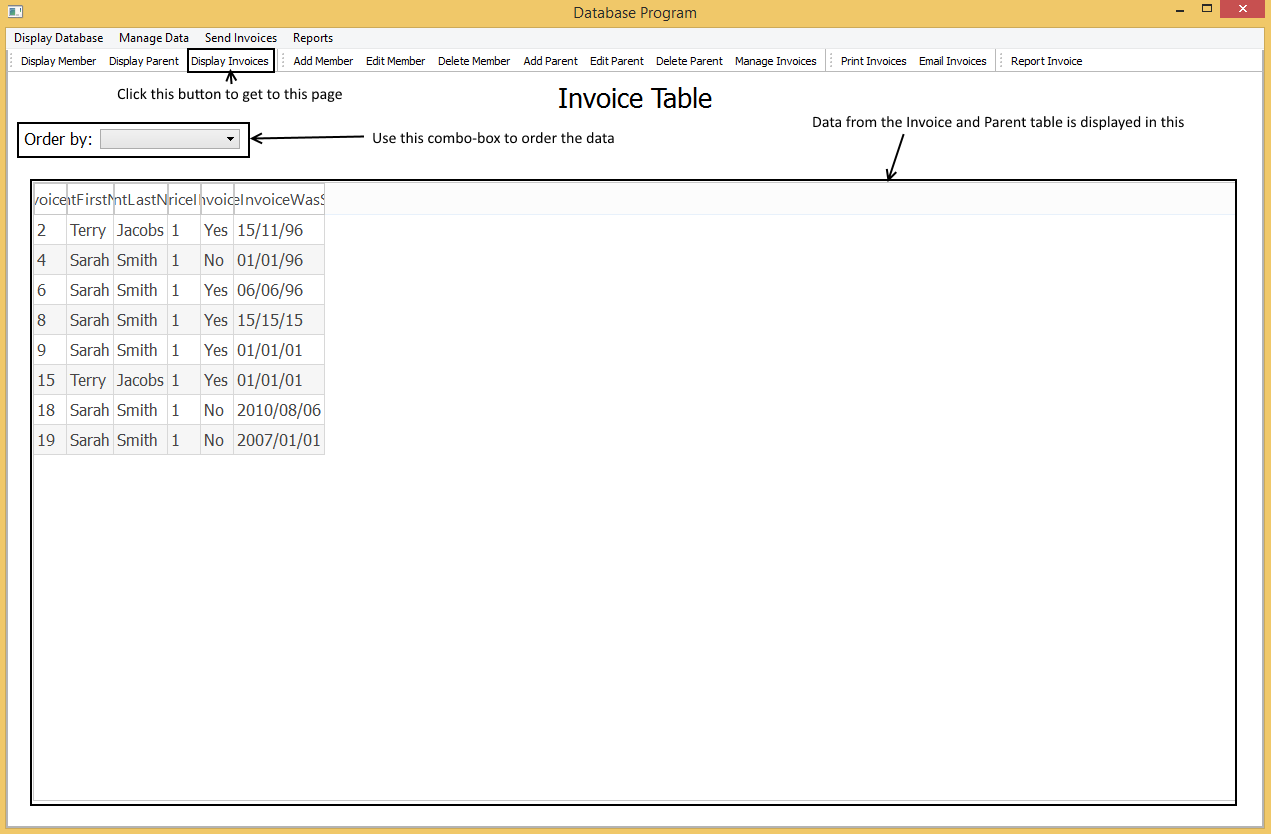 Database Program
Display Database Manage Data Send Invoices Reports
Display Member Display Parent Display Invoices Add Member Edit Member Delete Member Add Parent Edit Parent Delete Parent Manage Invoices Print Invoices Email Invoices Report Invoice
Click this button to get to this page
Invoice Table
Data from the Invoice and Parent table is displayed in this
Order by:
Use this combo-box to order the data
2 Terry Jacobs 1 Yes 15/11/96
4 Sarah Smith 1 No 01/01/96
6 Sarah Smith 1 Yes 06/06/96
8 Sarah Smith 1 Yes 15/15/15
9 Sarah Smith 1 Yes 01/01/01
15 Terry Jacobs 1 Yes 01/01/01
18 Sarah Smith 1 No 2010/08/06
19 Sarah Smith 1 No 2007/01/01